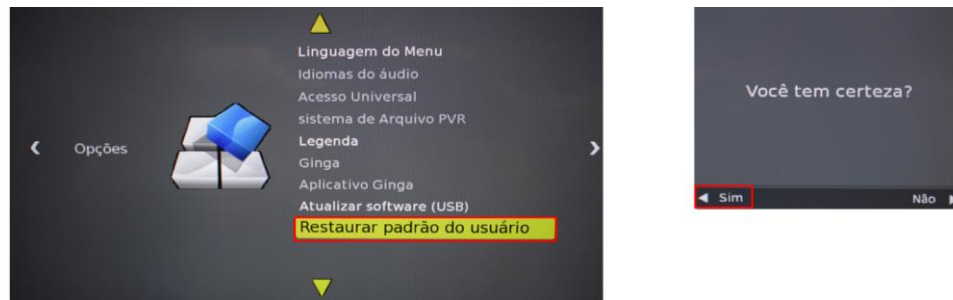 Linguagem do Menu
Idiomas do áudio
Acesso Universal
sistema de Arquivo PVR
Legenda
Opções
Ginga
Aplicativo Ginga
Atualizar software (USB)
Restaurar padrão do usuário
Você tem certeza?
Sim
Não